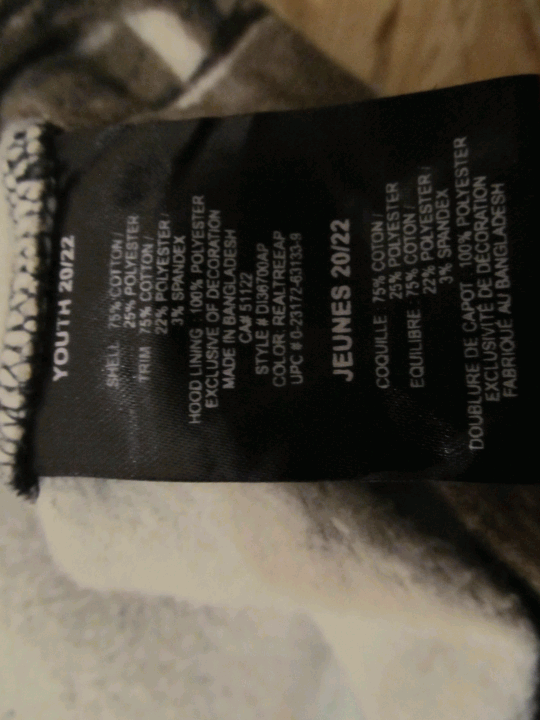 YOUTH 20/22
SHELL : 75% COTTON /
25% POLYESTER
TRIM : 75% COTTON /
22% POLYESTER /
3% SPANDEX
HOOD LINING : 100% POLYESTER
EXCLUSIVE OF DECORATION
MADE IN BANGLADESH
CA# 51122
STYLE # DI36700AP
COLOR: REALTREEAP
UPC # 6-23172-63133-9
JEUNES 20/22
COQUILLE : 75% COTON /
25% POLYESTER
EQUILIBRE : 75% COTON /
22% POLYESTER /
3% SPANDEX
DOUBLURE DE CAPOT : 100% POLYESTER
EXCLUSIVITÉ DE DÉCORATION
FABRIQUÉ AU BANGLADESH